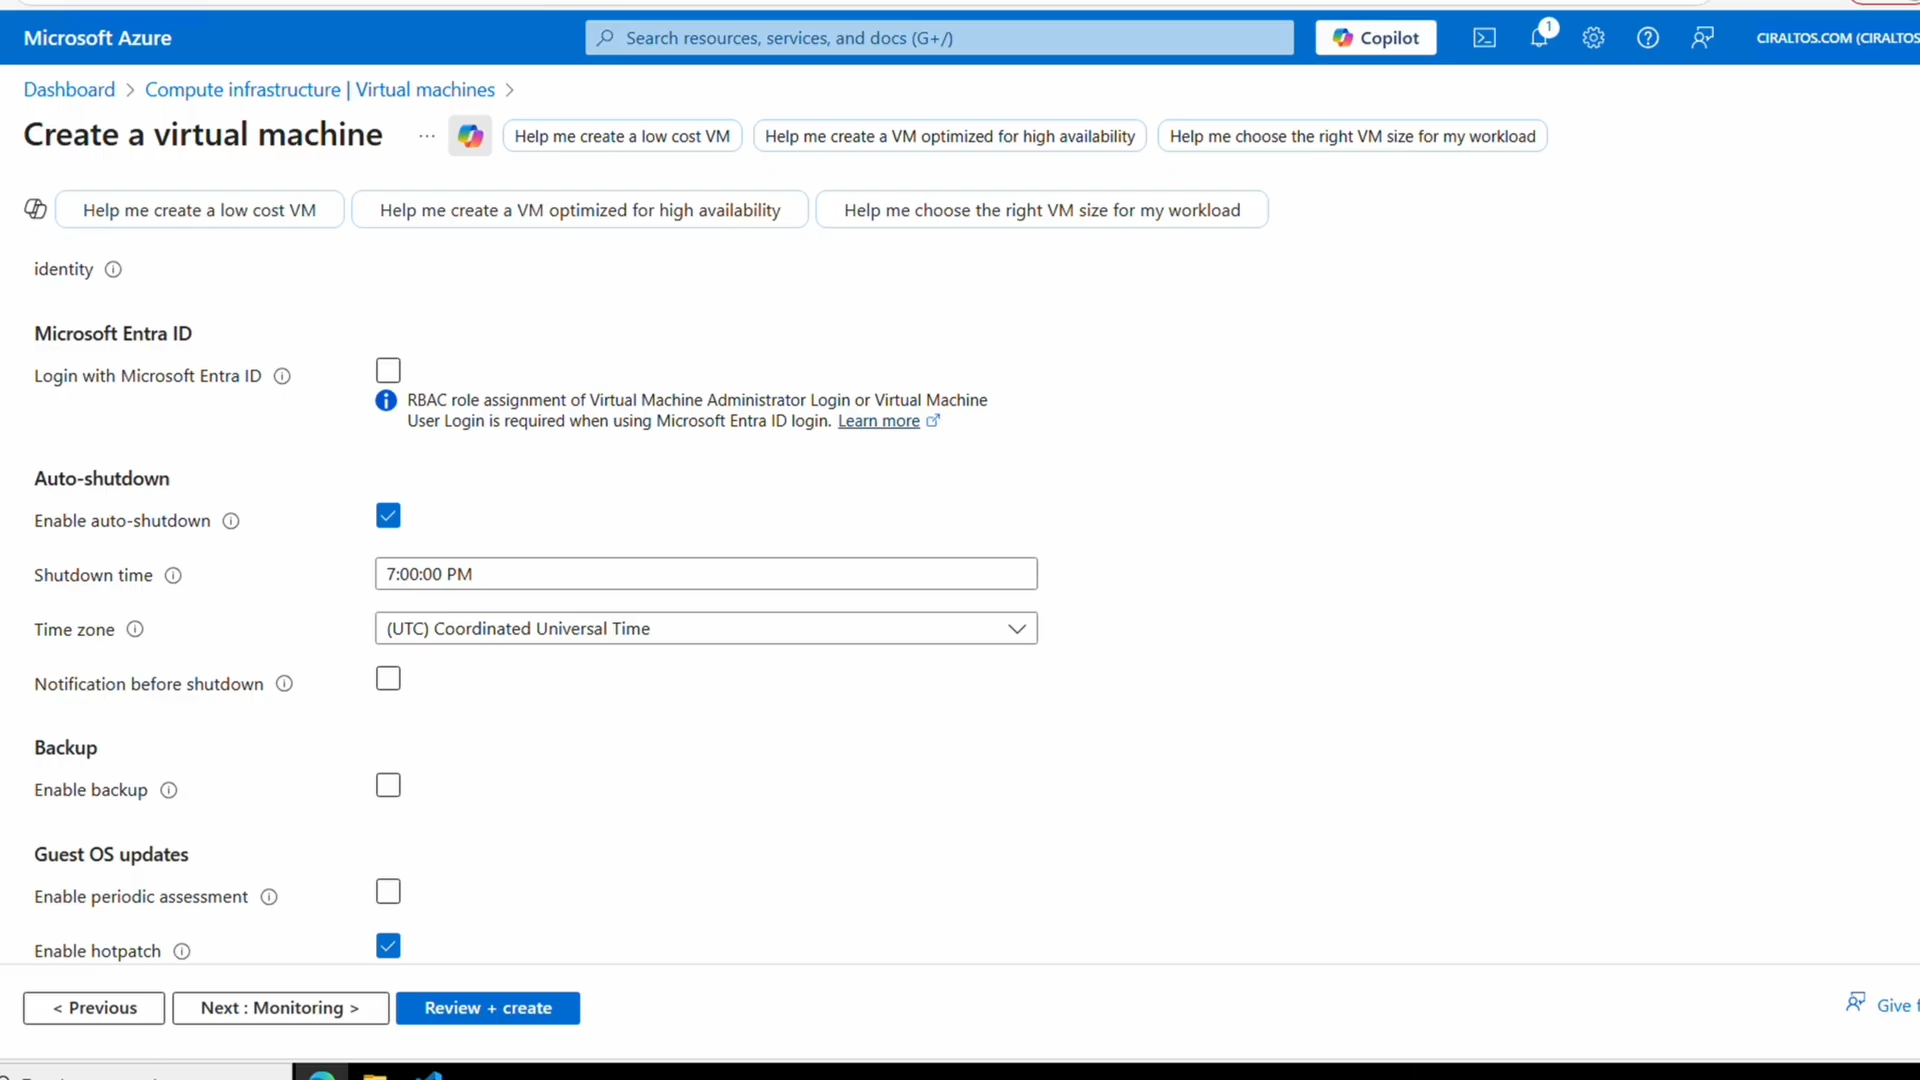 Microsoft Azure
Search resources, services, and docs (G+/)
Copilot
1
CIRALTOS.COM (CIRALTOS
Dashboard > Compute infrastructure | Virtual machines >
Create a virtual machine
...
Help me create a low cost VM
Help me create a VM optimized for high availability
Help me choose the right VM size for my workload
Help me create a low cost VM
Help me create a VM optimized for high availability
Help me choose the right VM size for my workload
identity
Microsoft Entra ID
Login with Microsoft Entra ID
RBAC role assignment of Virtual Machine Administrator Login or Virtual Machine
User Login is required when using Microsoft Entra ID login. Learn more
Auto-shutdown
Enable auto-shutdown
Shutdown time
7:00:00 PM
Time zone
(UTC) Coordinated Universal Time
Notification before shutdown
Backup
Enable backup
Guest OS updates
Enable periodic assessment
Enable hotpatch
< Previous
Next : Monitoring >
Review + create
Give f